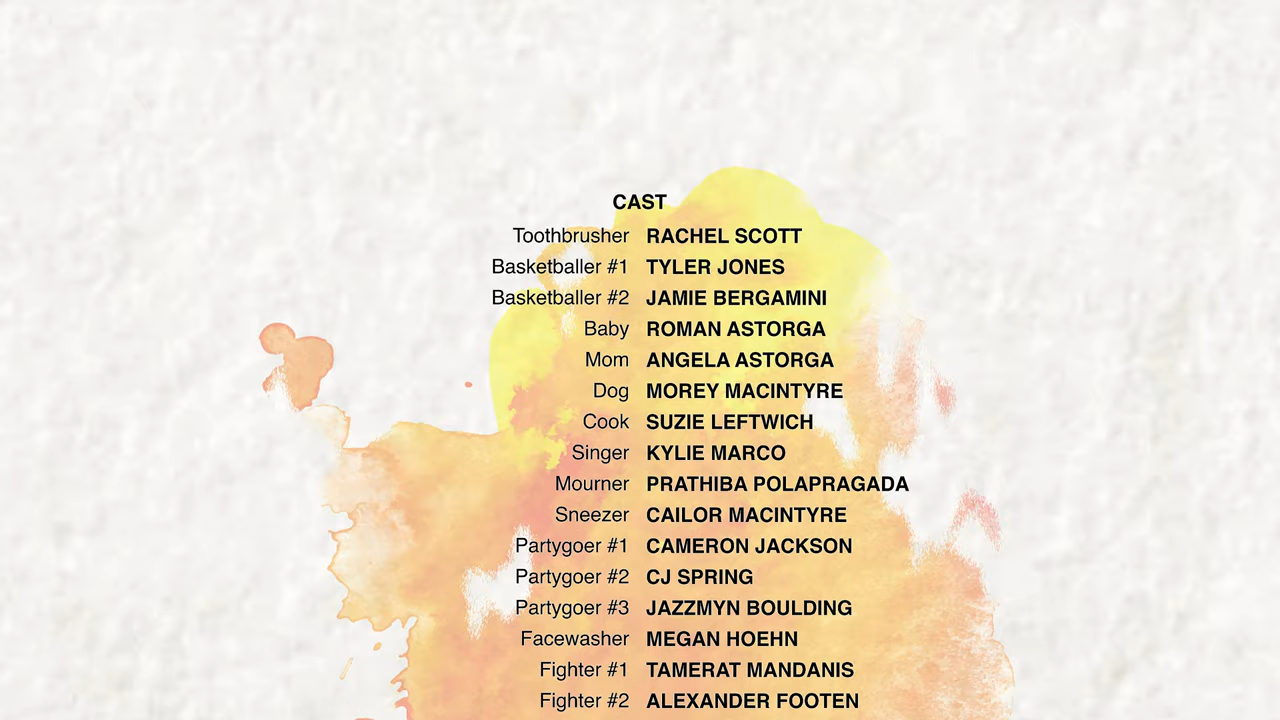 CAST
Toothbrusher RACHEL SCOTT
Basketballer #1 TYLER JONES
Basketballer #2 JAMIE BERGAMINI
Baby ROMAN ASTORGA
Mom ANGELA ASTORGA
Dog MOREY MACINTYRE
Cook SUZIE LEFTWICH
Singer KYLIE MARCO
Mourner PRATHIBA POLAPRAGADA
Sneezer CAILOR MACINTYRE
Partygoer #1 CAMERON JACKSON
Partygoer #2 CJ SPRING
Partygoer #3 JAZZMYN BOULDING
Facewasher MEGAN HOEHN
Fighter #1 TAMERAT MANDANIS
Fighter #2 ALEXANDER FOOTEN